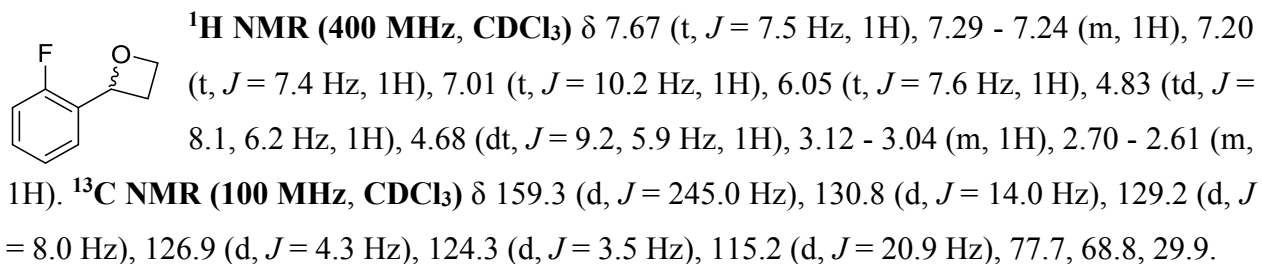 F
O
¹H NMR (400 MHz, CDCl₃) δ 7.67 (t, J = 7.5 Hz, 1H), 7.29 - 7.24 (m, 1H), 7.20
(t, J = 7.4 Hz, 1H), 7.01 (t, J = 10.2 Hz, 1H), 6.05 (t, J = 7.6 Hz, 1H), 4.83 (td, J =
8.1, 6.2 Hz, 1H), 4.68 (dt, J = 9.2, 5.9 Hz, 1H), 3.12 - 3.04 (m, 1H), 2.70 - 2.61 (m,
1H). ¹³C NMR (100 MHz, CDCl₃) δ 159.3 (d, J = 245.0 Hz), 130.8 (d, J = 14.0 Hz), 129.2 (d, J
= 8.0 Hz), 126.9 (d, J = 4.3 Hz), 124.3 (d, J = 3.5 Hz), 115.2 (d, J = 20.9 Hz), 77.7, 68.8, 29.9.